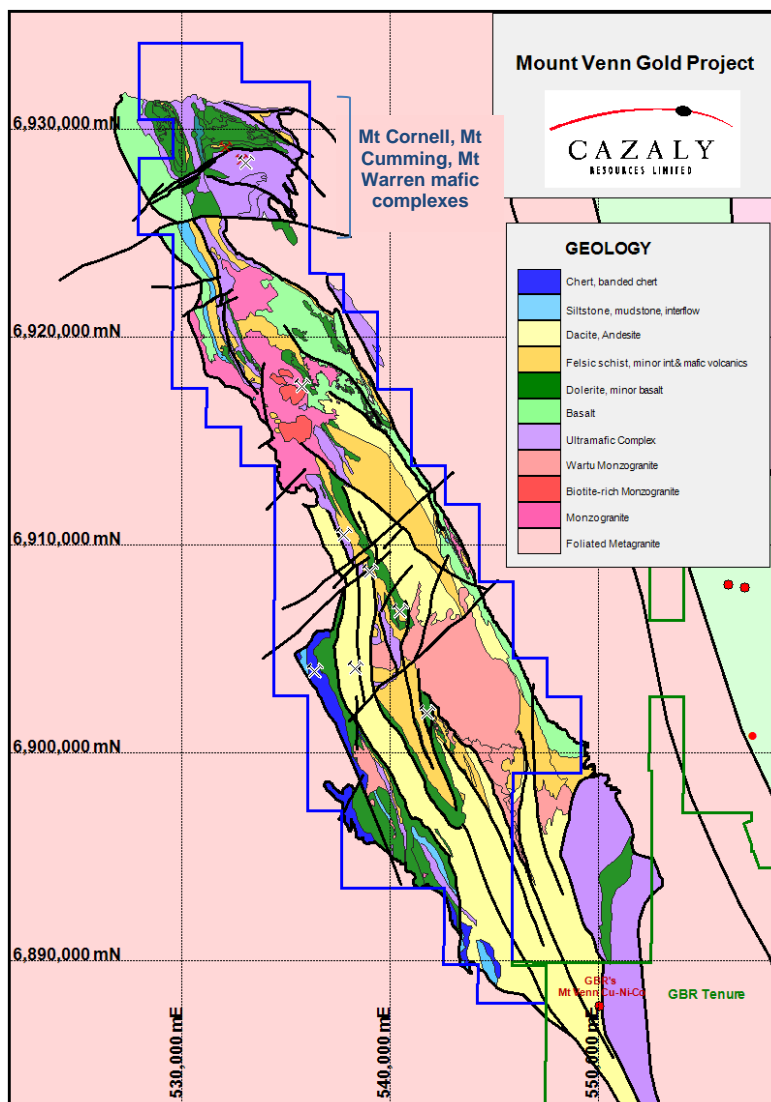 Mount Venn Gold Project
CAZALY
RESOURCES LIMITED
6,930,000 mN
Mt Cornell, Mt
Cumming, Mt
Warren mafic
complexes
GEOLOGY
Chert, banded chert
Siltstone, mudstone, interflow
Dacite, Andesite
Felsic schist, minor int.& mafic volcanics
Dolerite, minor basalt
Basalt
Ultramafic Complex
Wartu Monzogranite
Biotite-rich Monzogranite
Monzogranite
Foliated Metagranite
6,920,000 mN
6,910,000 mN
6,900,000 mN
6,890,000 mN
GBR's
Mt Venn Cu-Ni-Co
GBR Tenure
530,000 mE
540,000 mE
550,000 mE